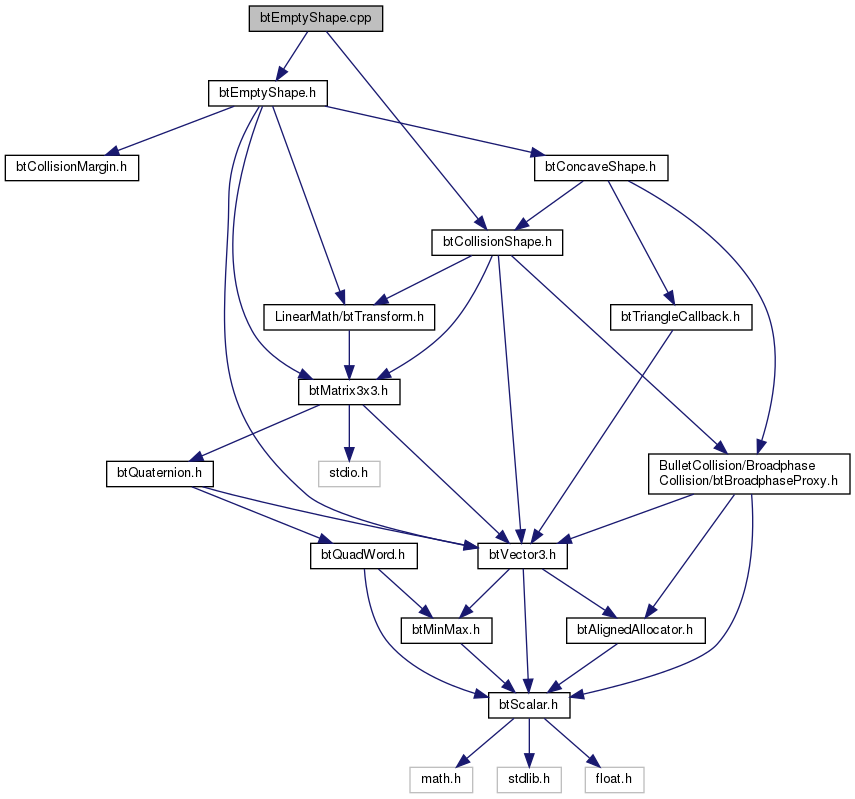 btEmptyShape.cpp
btEmptyShape.h
btCollisionMargin.h
btConcaveShape.h
btCollisionShape.h
LinearMath/btTransform.h
btTriangleCallback.h
btMatrix3x3.h
btQuaternion.h
stdio.h
BulletCollision/Broadphase
Collision/btBroadphaseProxy.h
btQuadWord.h
btVector3.h
btMinMax.h
btAlignedAllocator.h
btScalar.h
math.h
stdlib.h
float.h